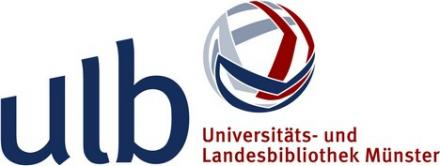 ulb
Universitäts- und
Landesbibliothek Münster